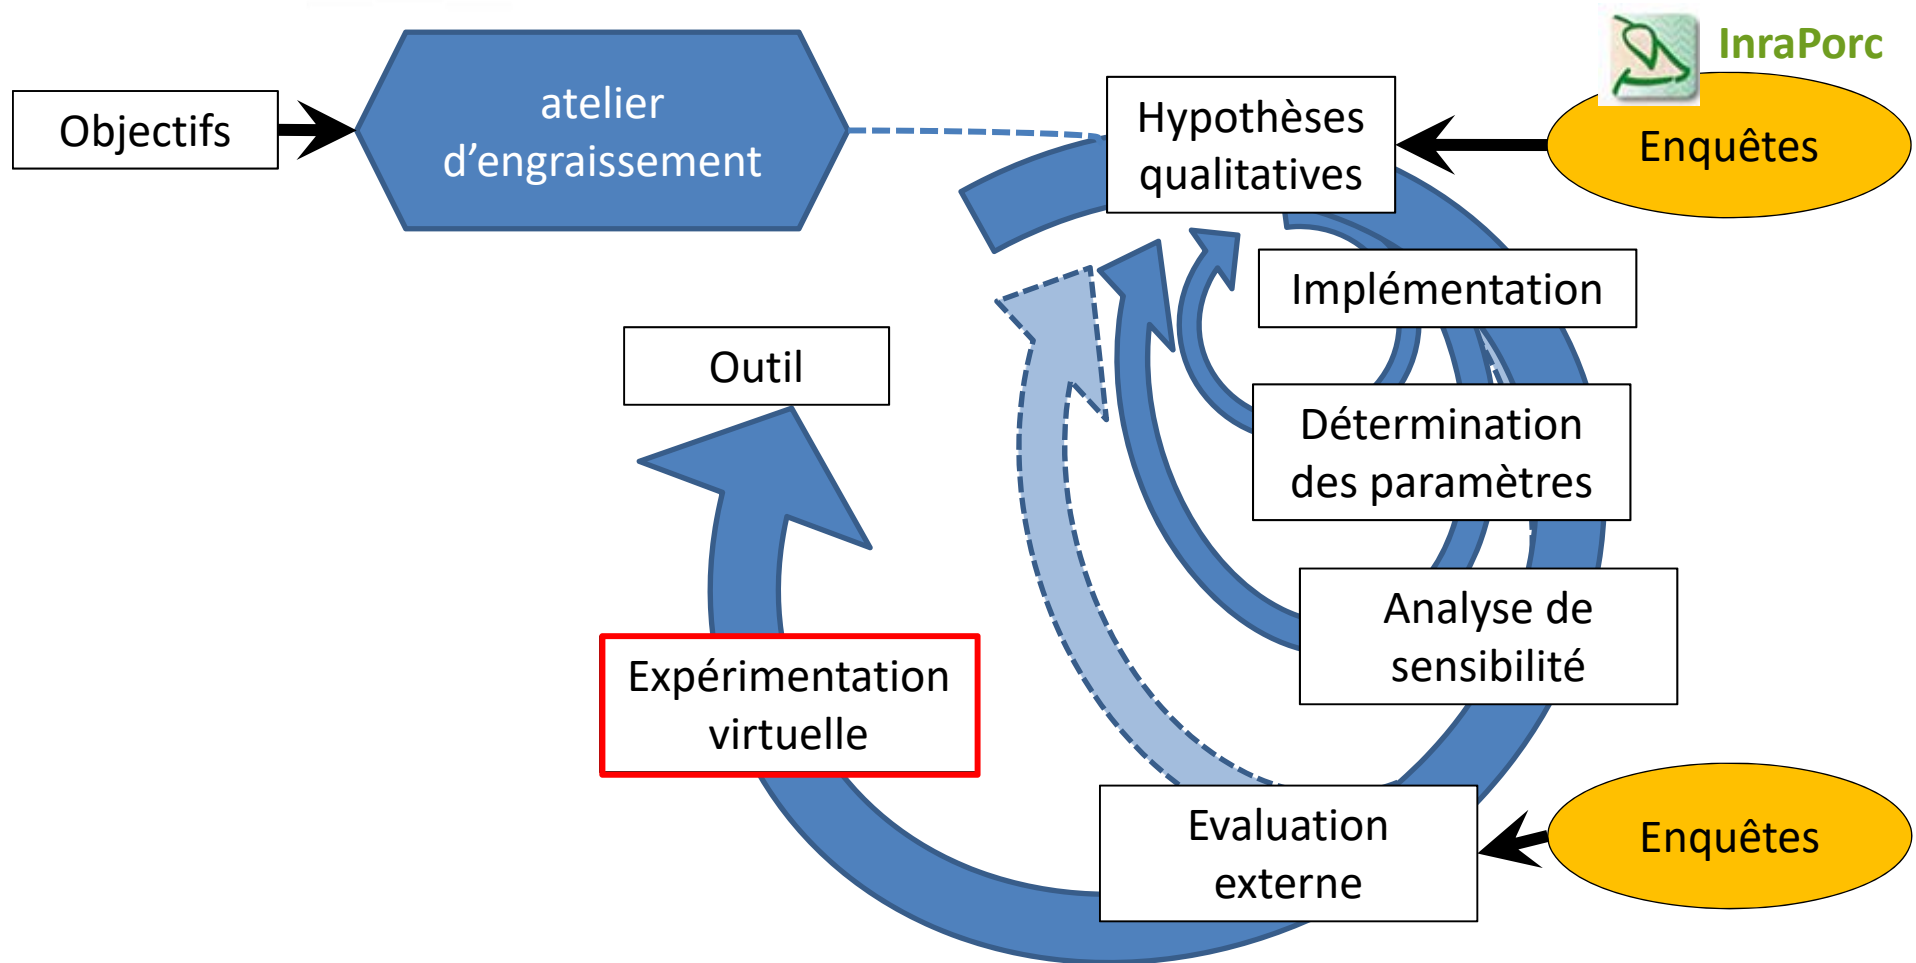 InraPorc
Objectifs
atelier
d'engraissement
Hypothèses
qualitatives
Enquêtes
Implémentation
Outil
Détermination
des paramètres
Analyse de
sensibilité
Expérimentation
virtuelle
Evaluation
externe
Enquêtes